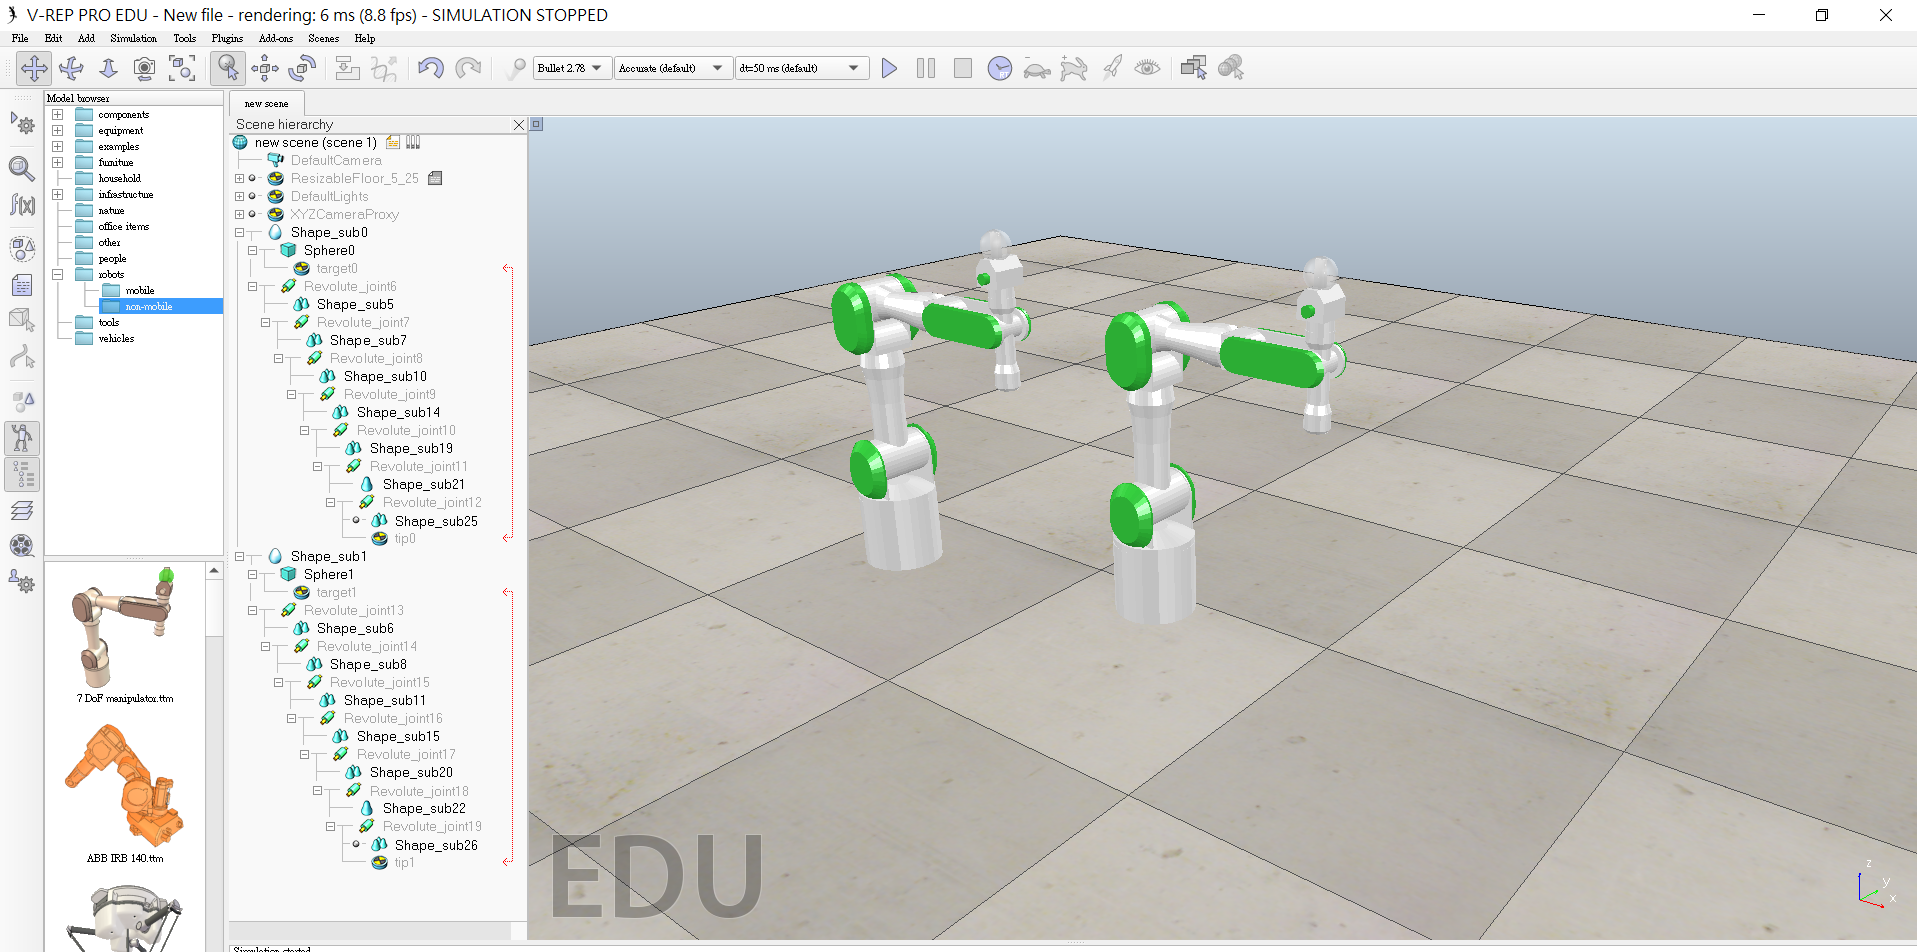 V-REP PRO EDU - New file - rendering: 6 ms (8.8 fps) - SIMULATION STOPPED
File Edit Add Simulation Tools Plugins Add-ons Scenes Help
Bullet 2.78 Accurate (default) dt=50 ms (default) RT
Model browser
components
equipment
examples
furniture
household
infrastructure
nature
office items
other
people
robots
mobile
non-mobile
tools
vehicles
7 DoF manipulator.ttm
ABB IRB 140.ttm
f(x)
new scene
Scene hierarchy
new scene (scene 1)
DefaultCamera
ResizableFloor_5_25
DefaultLights
XYZCameraProxy
Shape_sub0
Sphere0
target0
Revolute_joint6
Shape_sub5
Revolute_joint7
Shape_sub7
Revolute_joint8
Shape_sub10
Revolute_joint9
Shape_sub14
Revolute_joint10
Shape_sub19
Revolute_joint11
Shape_sub21
Revolute_joint12
Shape_sub25
tip0
Shape_sub1
Sphere1
target1
Revolute_joint13
Shape_sub6
Revolute_joint14
Shape_sub8
Revolute_joint15
Shape_sub11
Revolute_joint16
Shape_sub15
Revolute_joint17
Shape_sub20
Revolute_joint18
Shape_sub22
Revolute_joint19
Shape_sub26
tip1
EDU
z
y
x
Simulation started